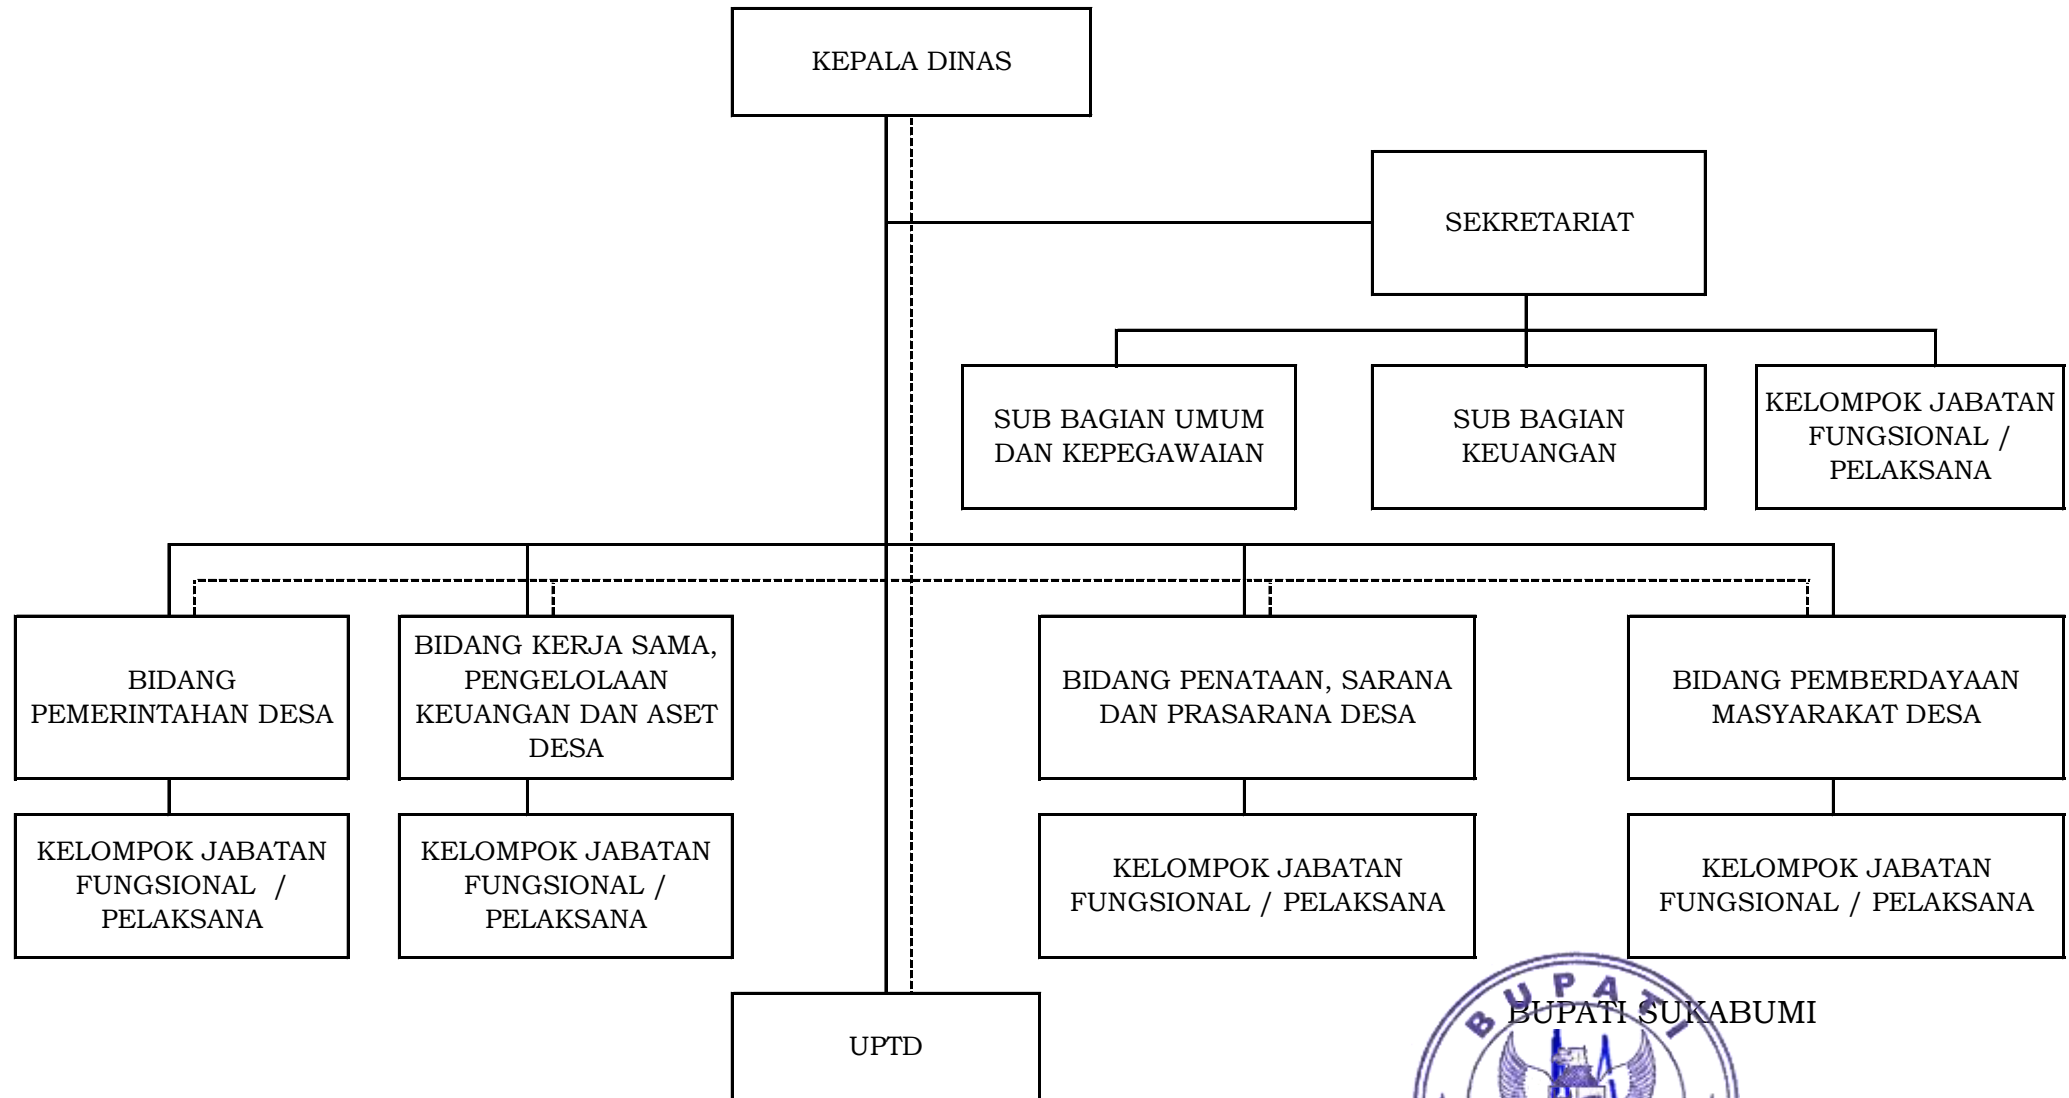 KEPALA DINAS
SEKRETARIAT
SUB BAGIAN UMUM
DAN KEPEGAWAIAN
SUB BAGIAN
KEUANGAN
KELOMPOK JABATAN
FUNGSIONAL /
PELAKSANA
BIDANG
PEMERINTAHAN DESA
BIDANG KERJA SAMA,
PENGELOLAAN
KEUANGAN DAN ASET
DESA
BIDANG PENATAAN, SARANA
DAN PRASARANA DESA
BIDANG PEMBERDAYAAN
MASYARAKAT DESA
KELOMPOK JABATAN
FUNGSIONAL /
PELAKSANA
KELOMPOK JABATAN
FUNGSIONAL /
PELAKSANA
KELOMPOK JABATAN
FUNGSIONAL / PELAKSANA
KELOMPOK JABATAN
FUNGSIONAL / PELAKSANA
UPTD
BUPATI SUKABUMI
BUPATI